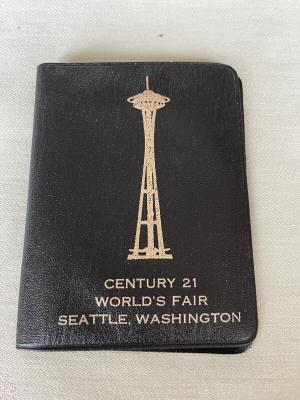 CENTURY 21
WORLD'S FAIR
SEATTLE, WASHINGTON